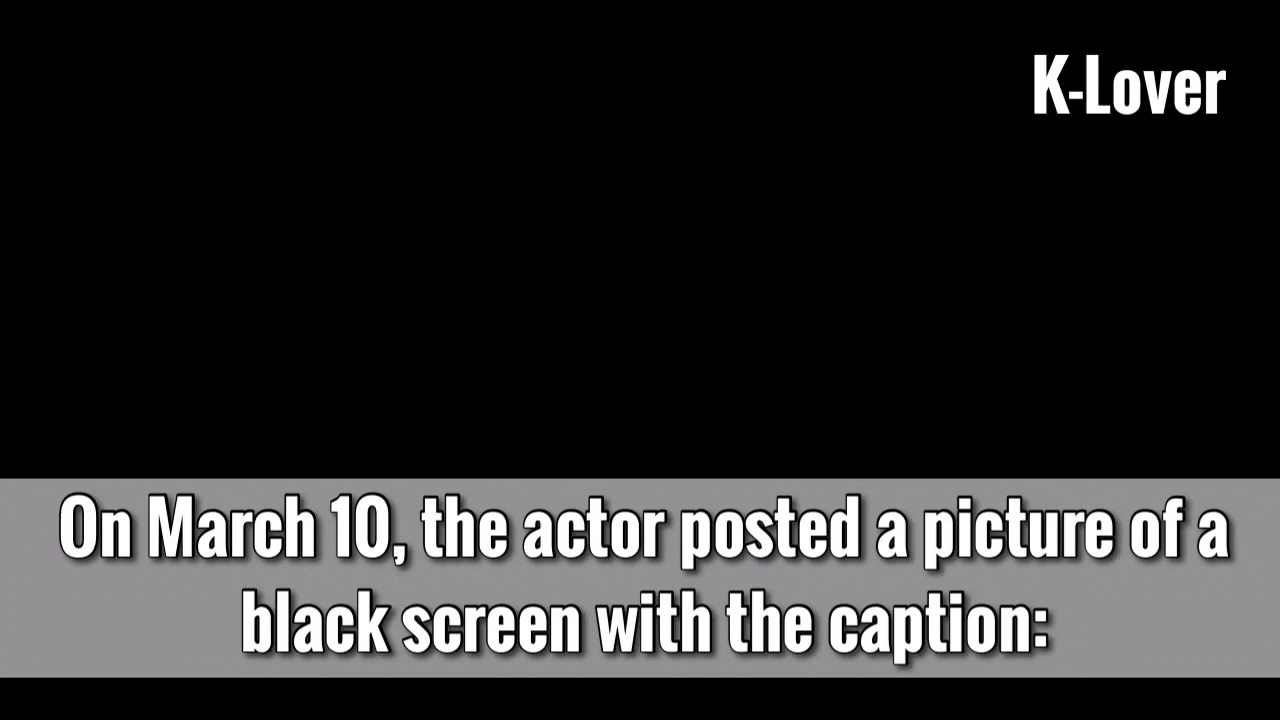 K-Lover
On March 10, the actor posted a picture of a
black screen with the caption: